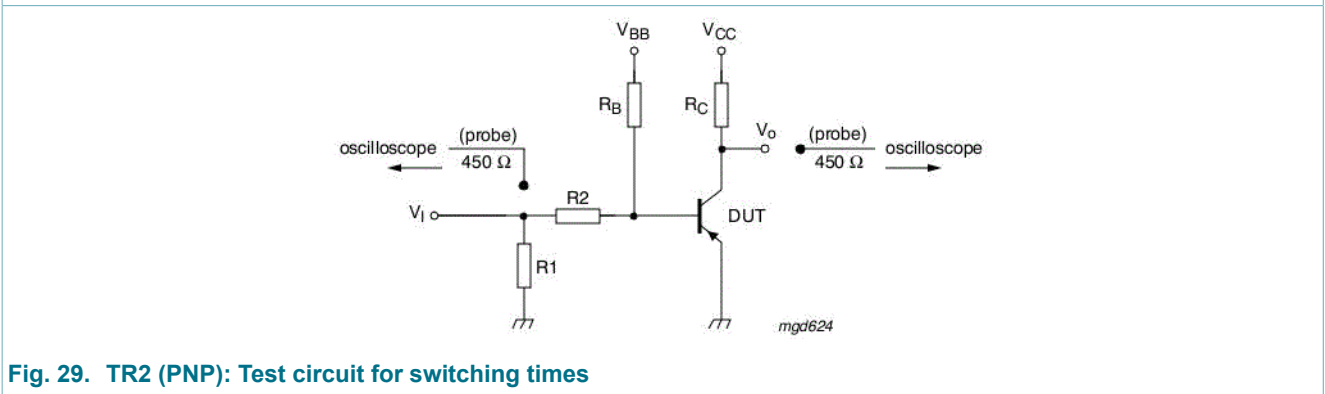 VBB
VCC
RB
RC
Vo
(probe)
450 Ω
oscilloscope
oscilloscope
(probe)
450 Ω
R2
VI
DUT
R1
mgd624
Fig. 29. TR2 (PNP): Test circuit for switching times